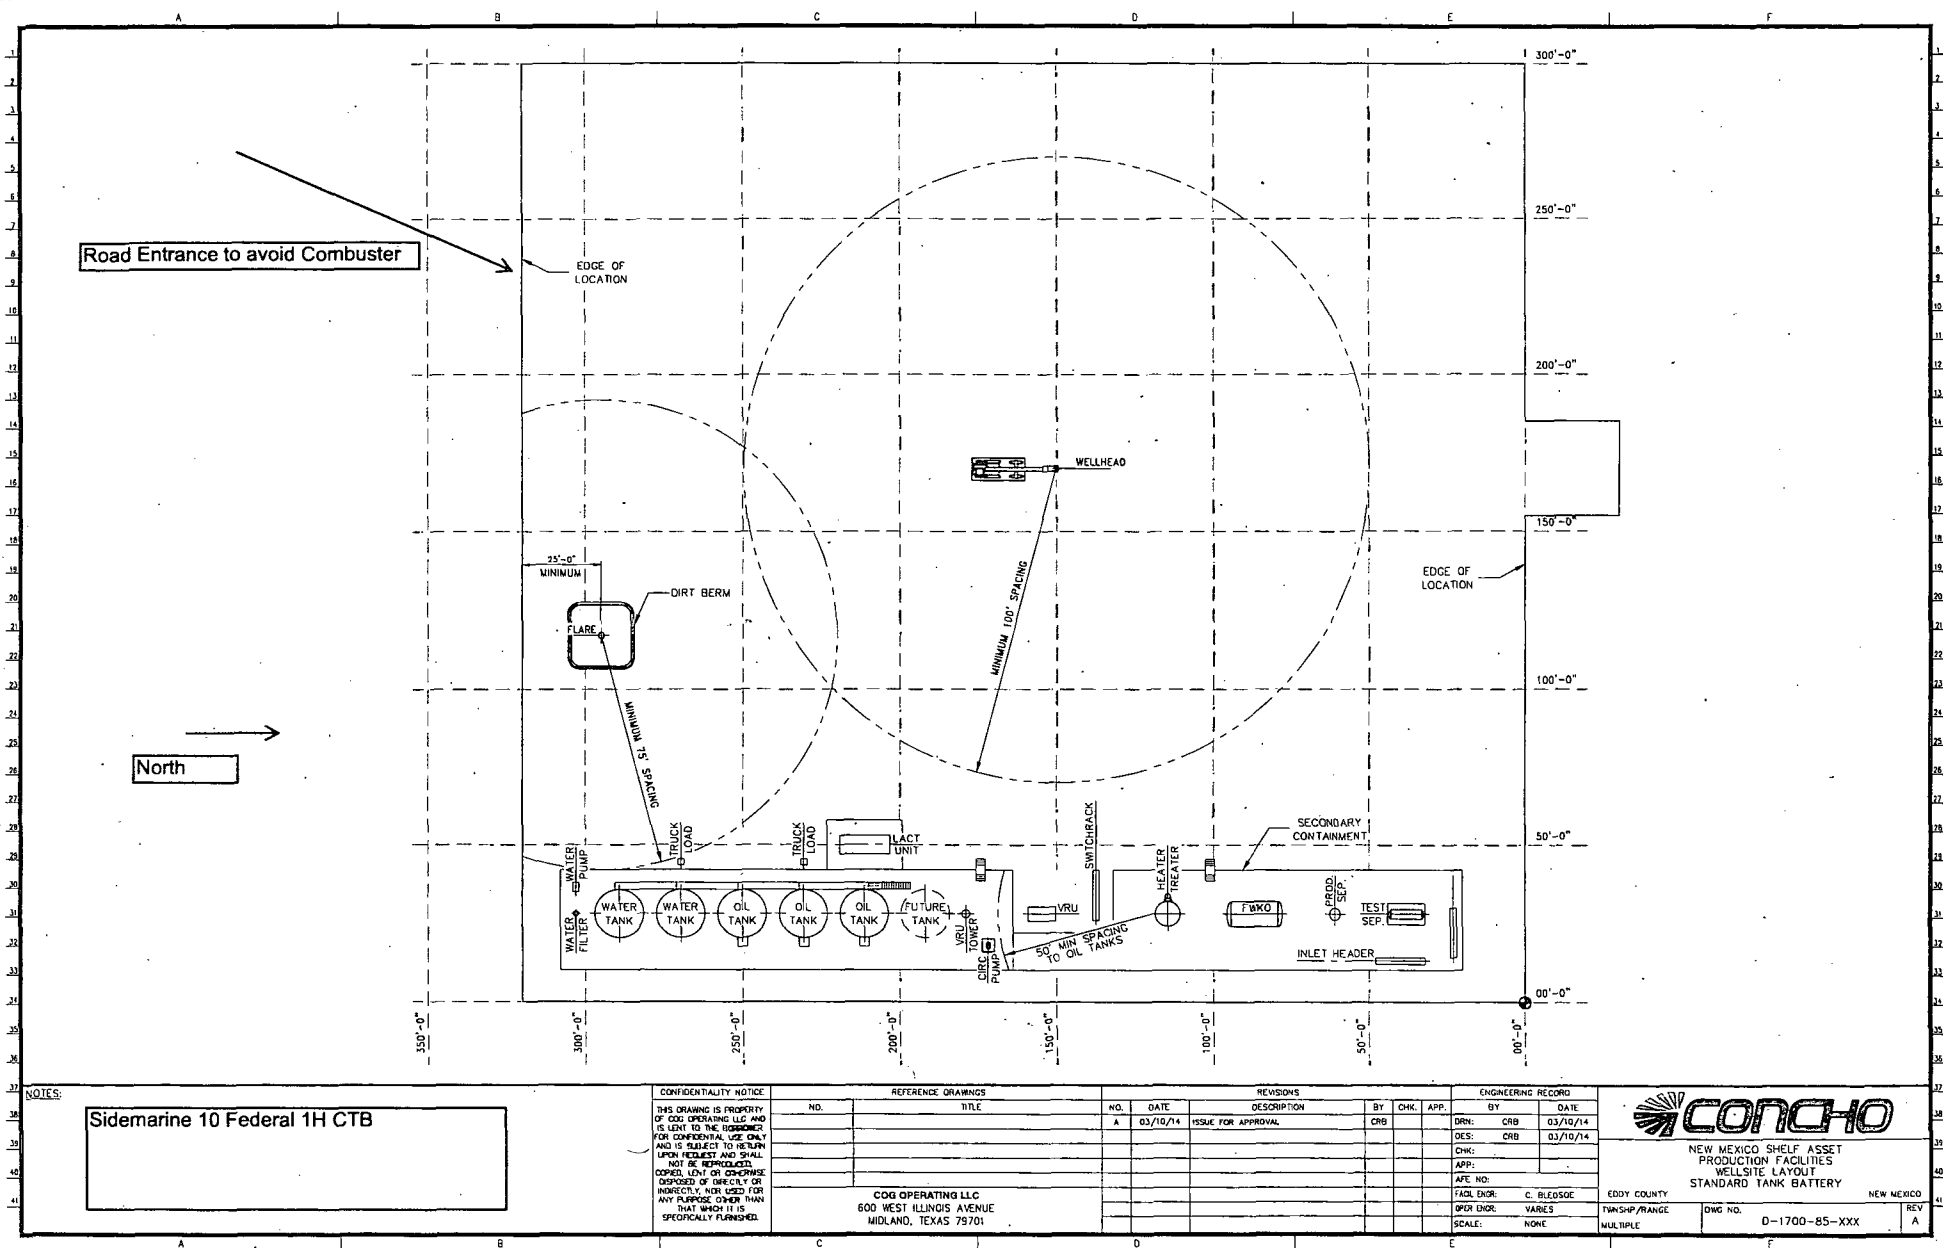 A B C D E F
300'-0"
250'-0"
Road Entrance to avoid Combuster
EDGE OF
LOCATION
200'-0"
WELLHEAD
150'-0"
25'-0"
MINIMUM
EDGE OF
LOCATION
DIRT BERM
FLARE
MINIMUM 100' SPACING
100'-0"
MINIMUM 75' SPACING
North
TRUCK
LOAD
TRUCK
LOAD
LACT
UNIT
SWITCHRACK
SECONDARY
CONTAINMENT
50'-0"
WATER
PUMP
HEATER
TREATER
WATER
TANK
WATER
TANK
OIL
TANK
OIL
TANK
OIL
TANK
FUTURE
TANK
VRU
FWKO
PROD.
SEP.
TEST
SEP.
WATER
FILTER
VRU
TOWER
CIRC
PUMP
50' MIN SPACING
TO OIL TANKS
INLET HEADER
00'-0"
350'-0"
300'-0"
250'-0"
200'-0"
150'-0"
100'-0"
50'-0"
00'-0"
NOTES:
Sidemarine 10 Federal 1H CTB
CONFIDENTIALITY NOTICE
THIS DRAWING IS PROPERTY
OF COG OPERATING LLC AND
IS LENT TO THE BORROWER
FOR CONFIDENTIAL USE ONLY
AND IS SUBJECT TO RETURN
UPON REQUEST AND SHALL
NOT BE REPRODUCED,
COPIED, LENT OR OTHERWISE
DISPOSED OF DIRECTLY OR
INDIRECTLY, NOR USED FOR
ANY PURPOSE OTHER THAN
THAT WHICH IT IS
SPECIFICALLY FURNISHED.
REFERENCE DRAWINGS
NO. TITLE
COG OPERATING LLC
600 WEST ILLINOIS AVENUE
MIDLAND, TEXAS 79701
REVISIONS
NO. DATE DESCRIPTION BY CHK. APP.
A 03/10/14 ISSUE FOR APPROVAL CRB
ENGINEERING RECORD
BY DATE
DRN: CRB 03/10/14
DES: CRB 03/10/14
CHK:
APP:
AFE NO:
FACIL ENGR: C. BLEDSOE
OPER ENGR: VARIES
SCALE: NONE
CONCHO
NEW MEXICO SHELF ASSET
PRODUCTION FACILITIES
WELLSITE LAYOUT
STANDARD TANK BATTERY
EDDY COUNTY NEW MEXICO
TWNSHP/RANGE
MULTIPLE
DWG NO.
D-1700-85-XXX
REV
A
A B C D E F